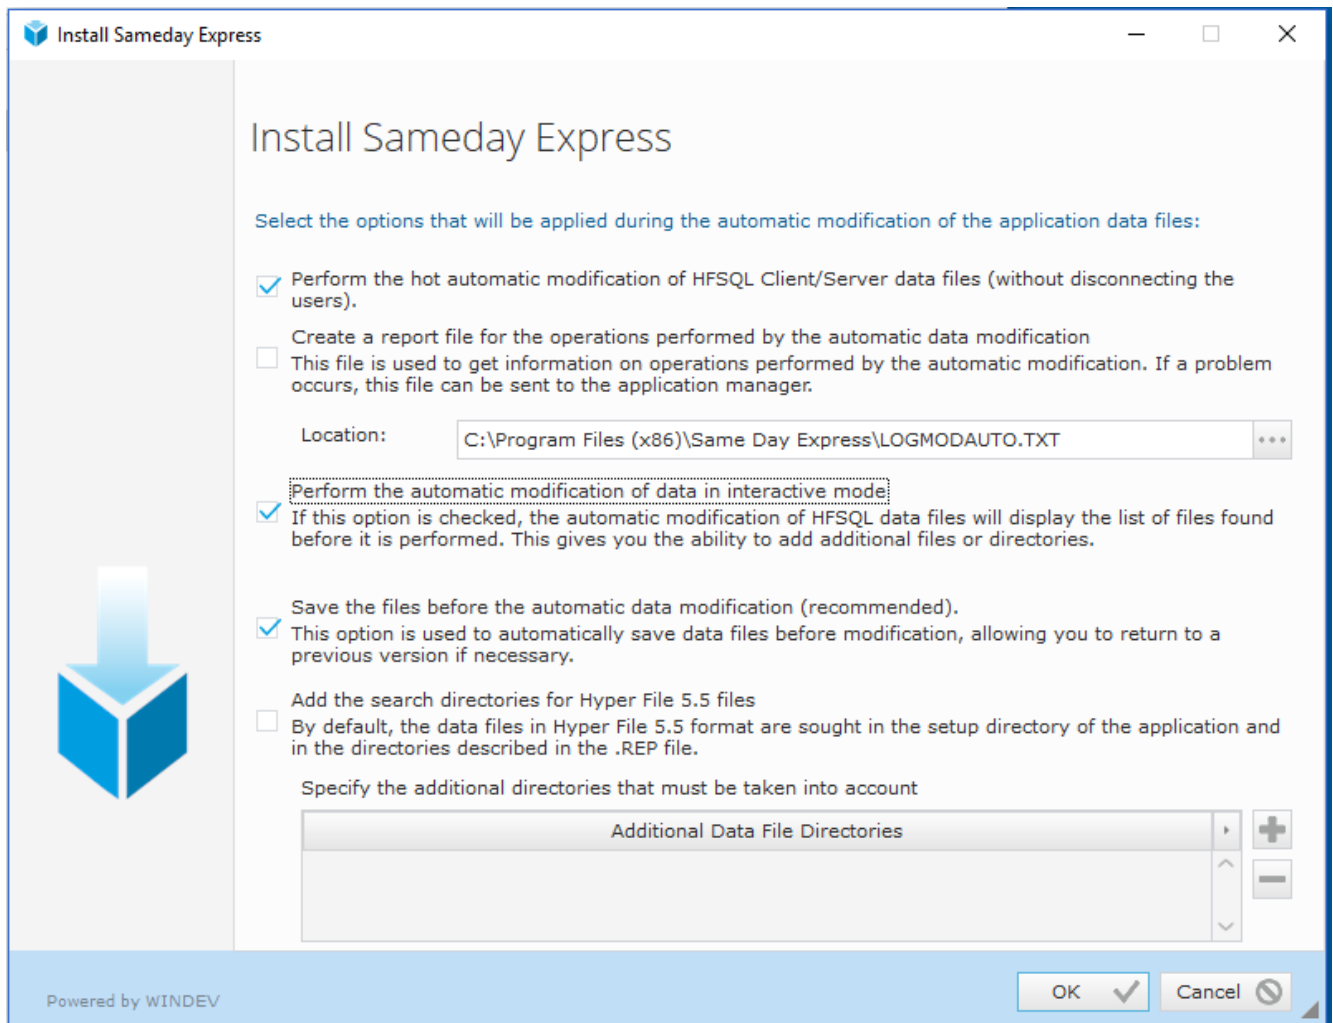 Install Sameday Express
Install Sameday Express
Select the options that will be applied during the automatic modification of the application data files:
Perform the hot automatic modification of HFSQL Client/Server data files (without disconnecting the
users).
Create a report file for the operations performed by the automatic data modification
This file is used to get information on operations performed by the automatic modification. If a problem
occurs, this file can be sent to the application manager.
Location:
C:\Program Files (x86)\Same Day Express\LOGMODAUTO.TXT
Perform the automatic modification of data in interactive mode
If this option is checked, the automatic modification of HFSQL data files will display the list of files found
before it is performed. This gives you the ability to add additional files or directories.
Save the files before the automatic data modification (recommended).
This option is used to automatically save data files before modification, allowing you to return to a
previous version if necessary.
Add the search directories for Hyper File 5.5 files
By default, the data files in Hyper File 5.5 format are sought in the setup directory of the application and
in the directories described in the .REP file.
Specify the additional directories that must be taken into account
Additional Data File Directories
Powered by WINDEV
OK
Cancel